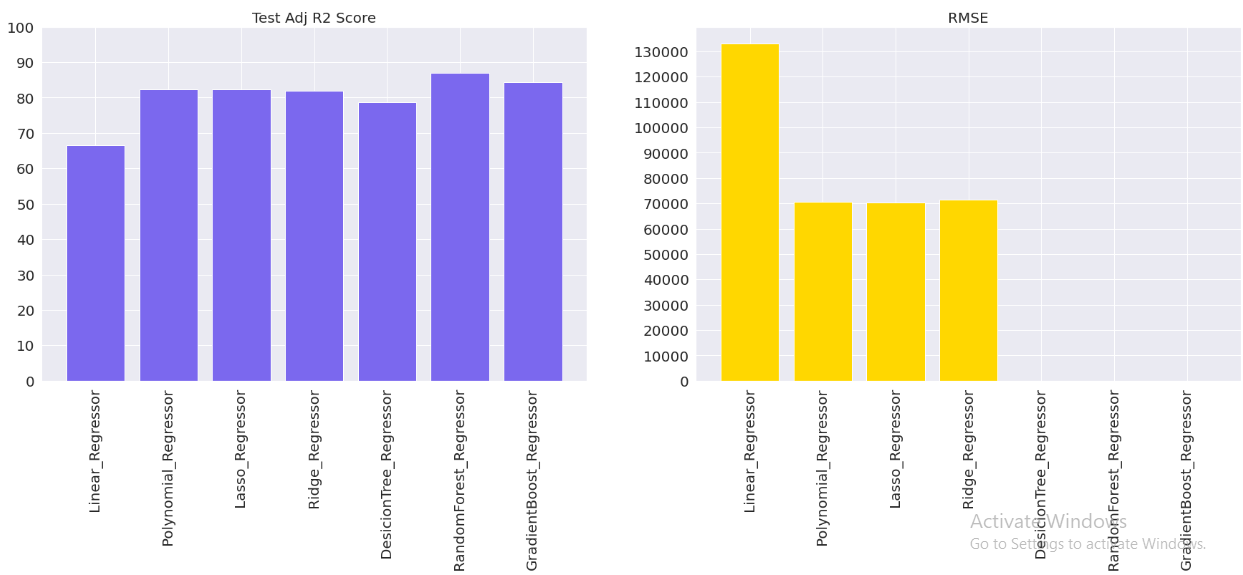 Test Adj R2 Score
100
90
80
70
60
50
40
30
20
10
0
Linear_Regressor
Polynomial_Regressor
Lasso_Regressor
Ridge_Regressor
DesicionTree_Regressor
RandomForest_Regressor
GradientBoost_Regressor
RMSE
130000
120000
110000
100000
90000
80000
70000
60000
50000
40000
30000
20000
10000
0
Linear_Regressor
Polynomial_Regressor
Lasso_Regressor
Ridge_Regressor
DesicionTree_Regressor
RandomForest_Regressor
GradientBoost_Regressor
Activate Windows
Go to Settings to activate Windows.